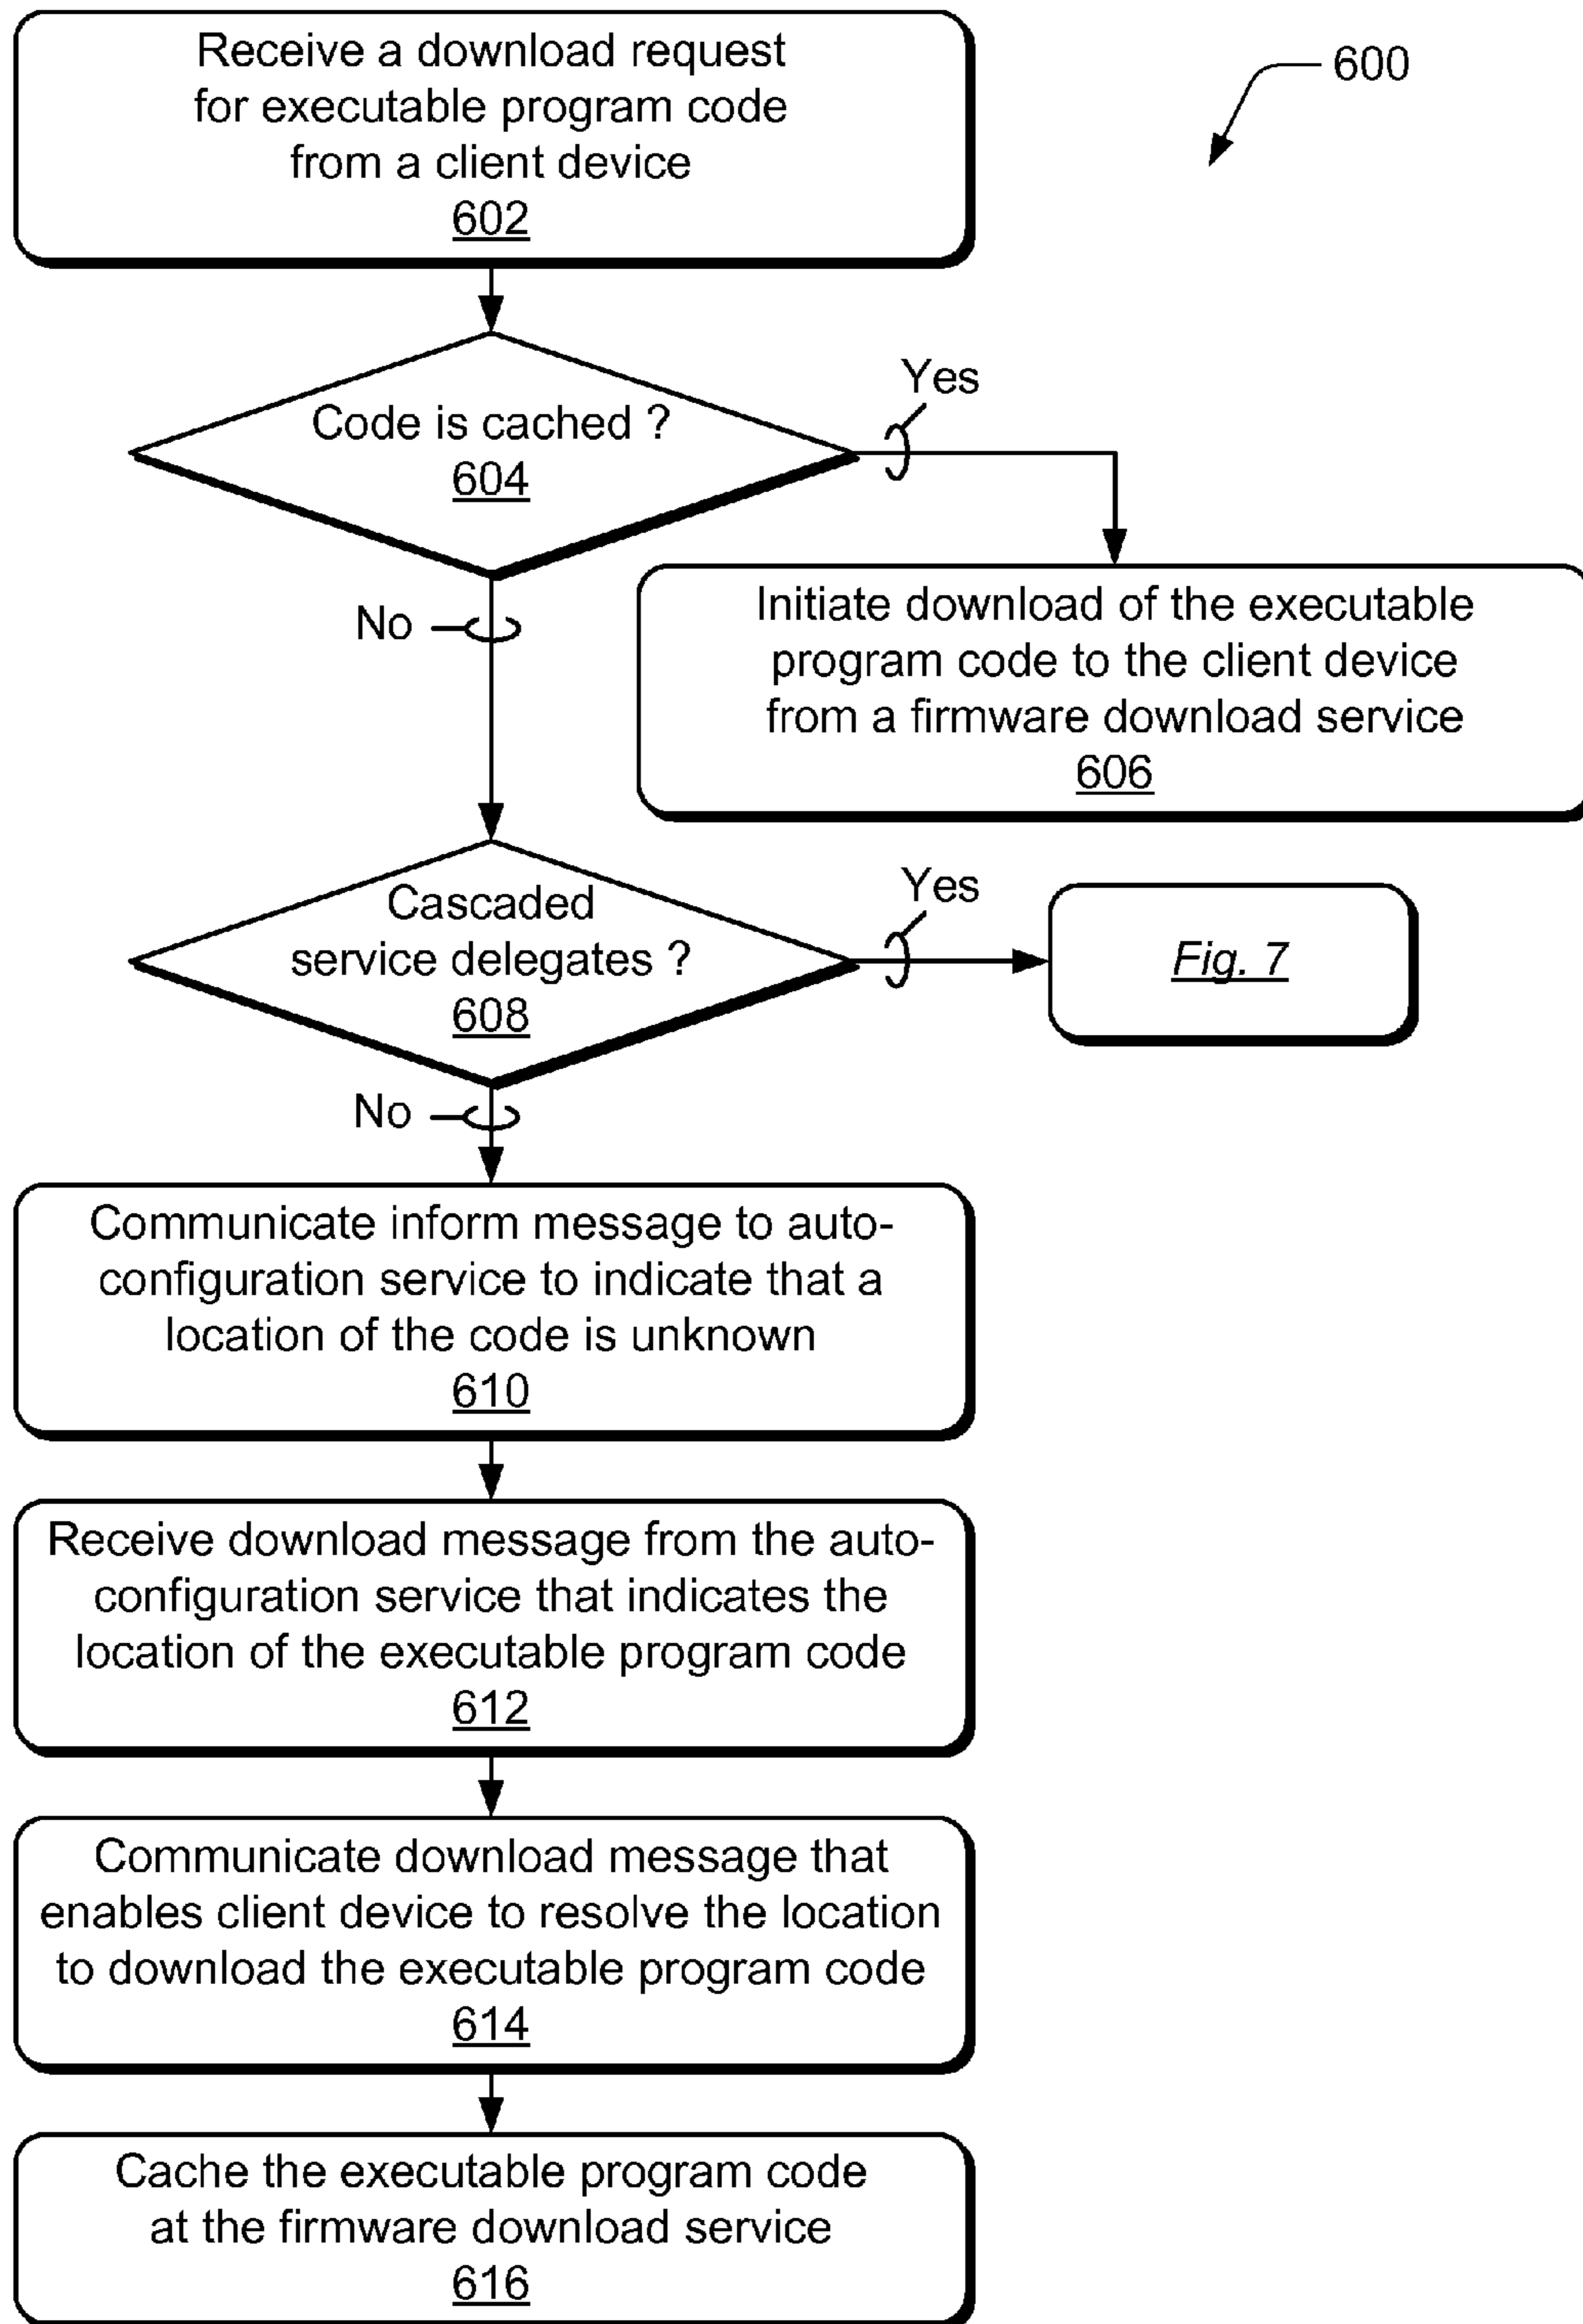 Receive a download request
for executable program code
from a client device
602
600
Code is cached ?
604
Yes
No
Initiate download of the executable
program code to the client device
from a firmware download service
606
Cascaded
service delegates ?
608
Yes
Fig. 7
No
Communicate inform message to auto-
configuration service to indicate that a
location of the code is unknown
610
Receive download message from the auto-
configuration service that indicates the
location of the executable program code
612
Communicate download message that
enables client device to resolve the location
to download the executable program code
614
Cache the executable program code
at the firmware download service
616